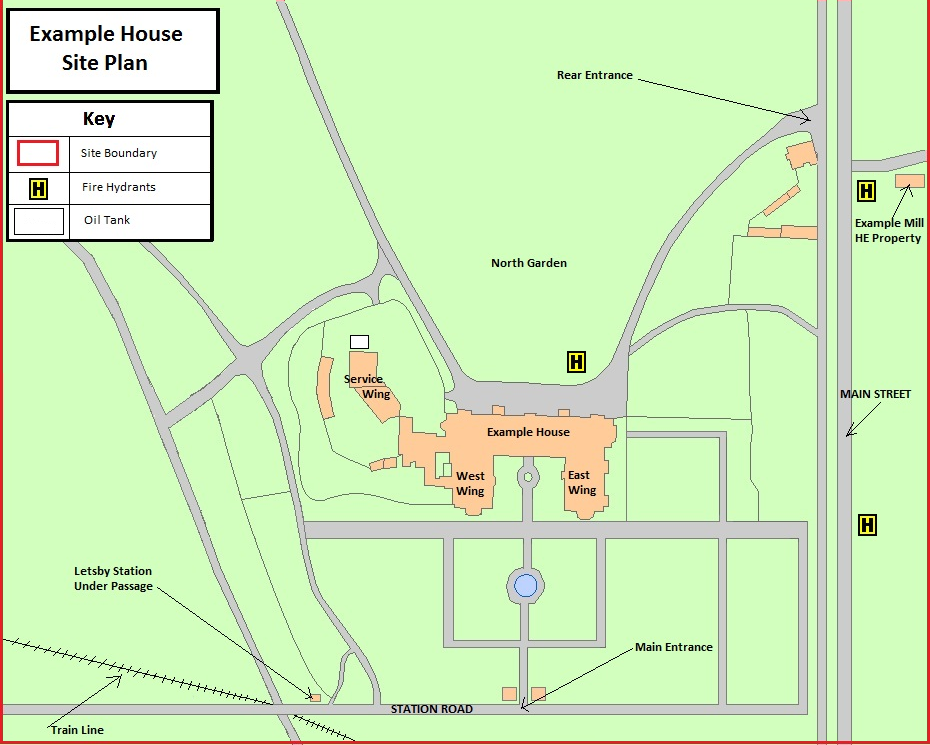 Example House
Site Plan
Key
Site Boundary
H
Fire Hydrants
Oil Tank
Rear Entrance
H
Example Mill
HE Property
North Garden
H
Service
Wing
MAIN STREET
Example House
West
Wing
East
Wing
H
Letsby Station
Under Passage
Main Entrance
STATION ROAD
Train Line